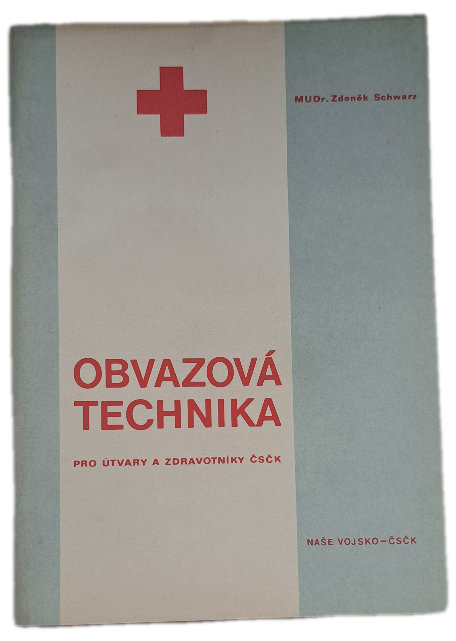 MUDr. Zdeněk Schwarz
OBVAZOVÁ
TECHNIKA
PRO ÚTVARY A ZDRAVOTNÍKY ČSČK
NAŠE VOJSKO–ČSČK